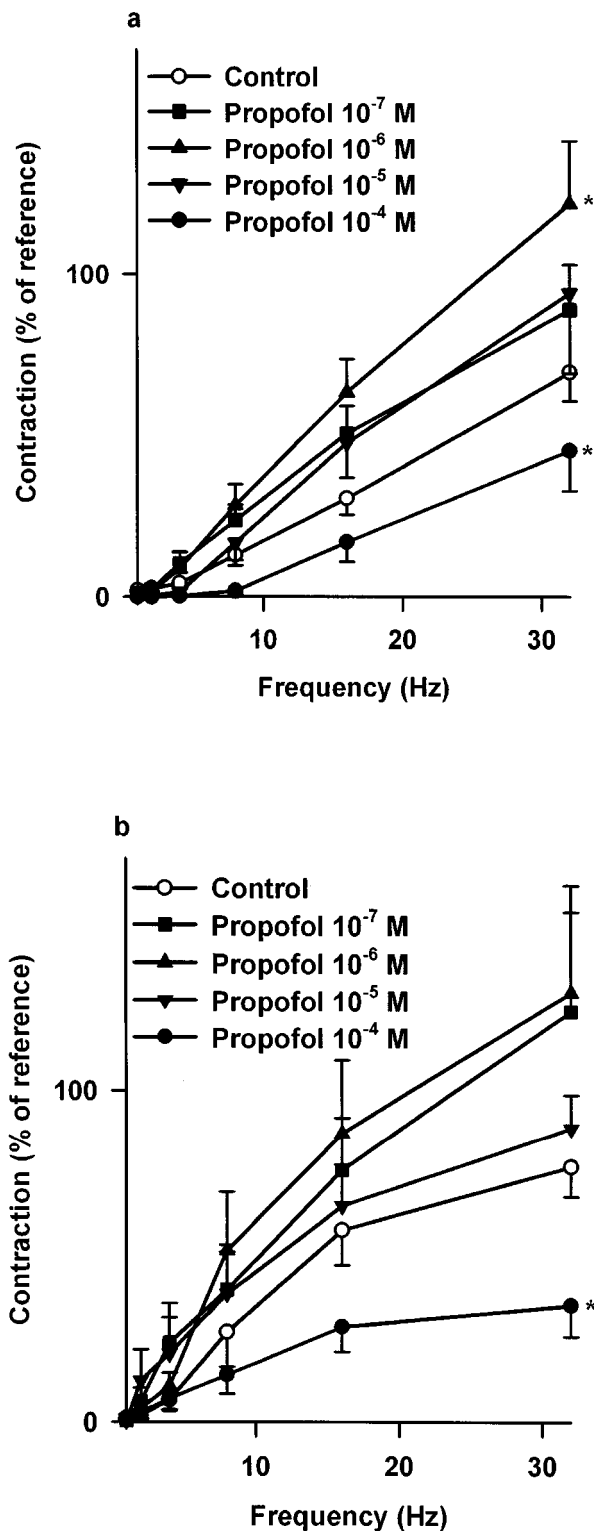 a
Control
Propofol 10⁻⁷ M
Propofol 10⁻⁶ M
Propofol 10⁻⁵ M
Propofol 10⁻⁴ M
Contraction (% of reference)
*
100
*
0
10 20 30
Frequency (Hz)
b
Control
Propofol 10⁻⁷ M
Propofol 10⁻⁶ M
Propofol 10⁻⁵ M
Propofol 10⁻⁴ M
Contraction (% of reference)
100
*
0
10 20 30
Frequency (Hz)